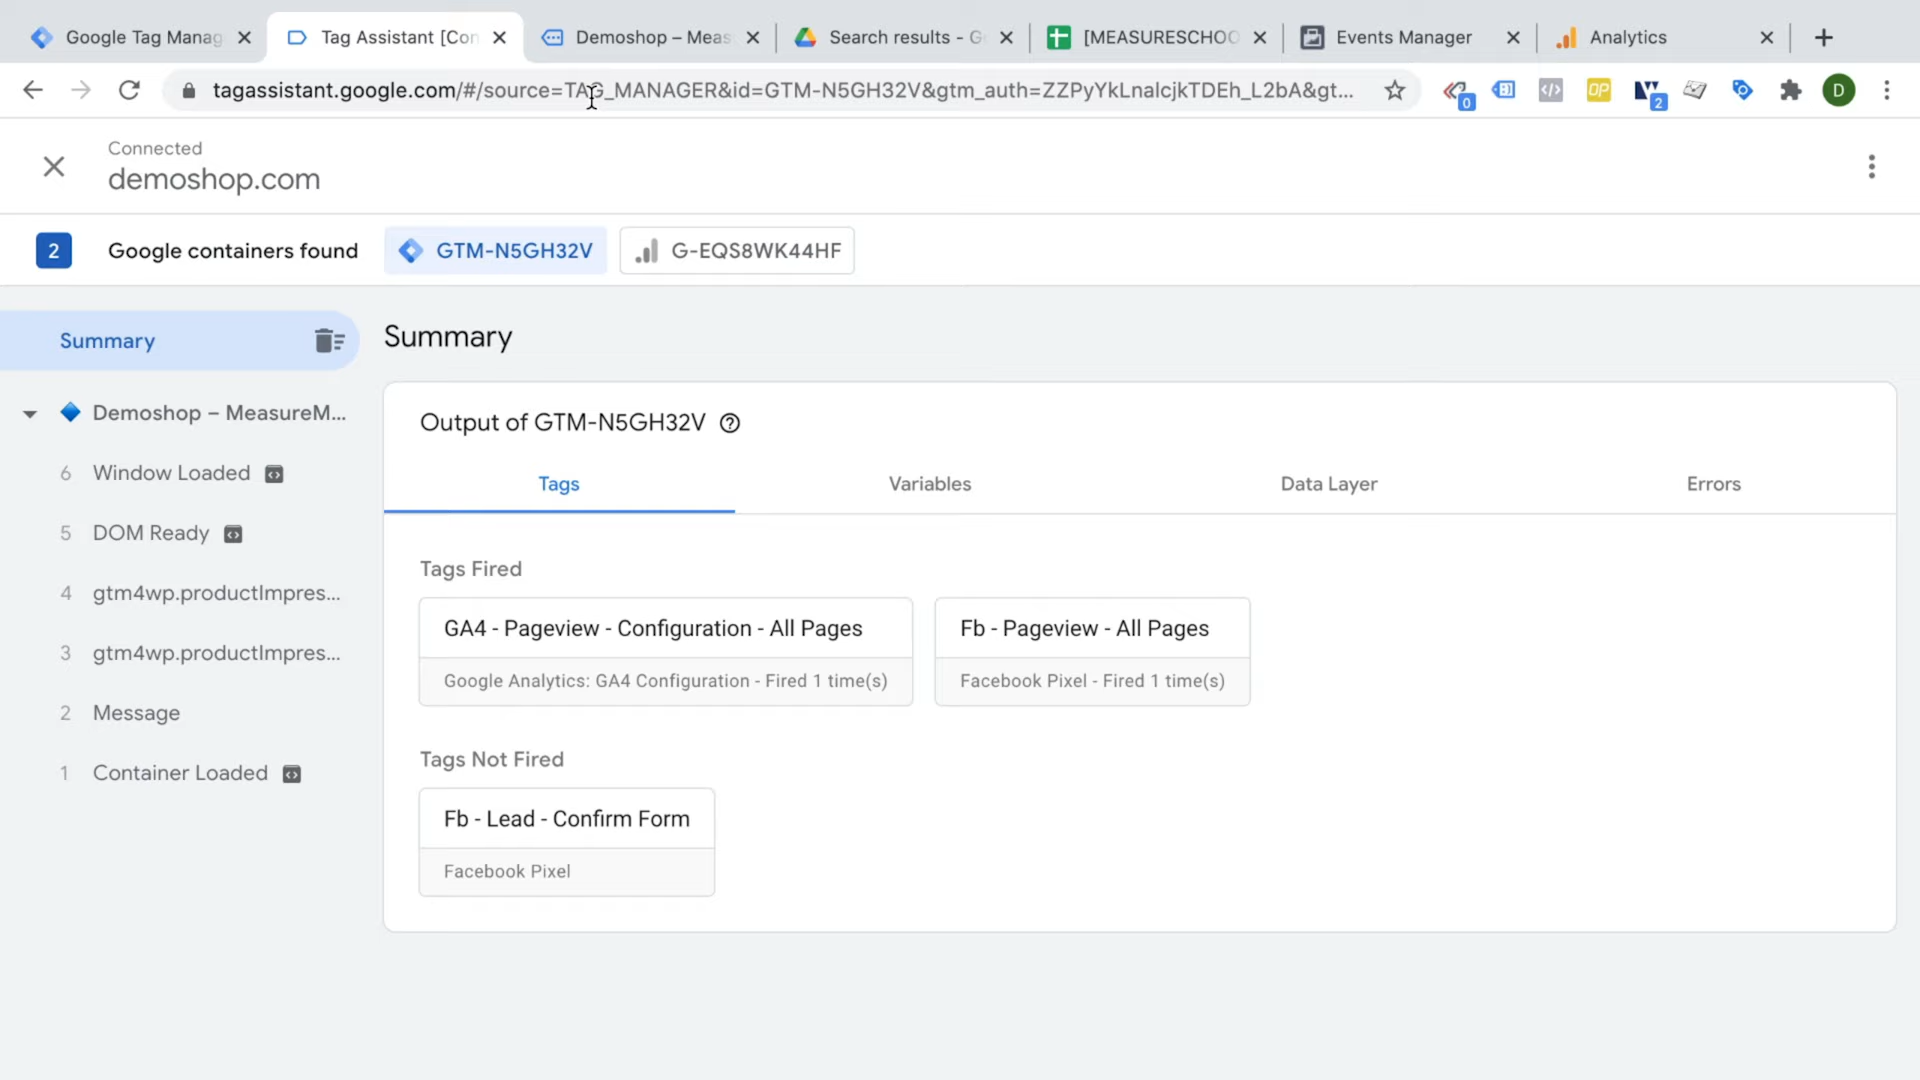 Google Tag Manag
Tag Assistant [Con
Demoshop – Meas
Search results - G
[MEASURESCHOO
Events Manager
Analytics
tagassistant.google.com/#/source=TAG_MANAGER&id=GTM-N5GH32V&gtm_auth=ZZPyYkLnalcjkTDEh_L2bA&gt...
0
OP
2
D
Connected
demoshop.com
2 Google containers found GTM-N5GH32V G-EQS8WK44HF
Summary
Demoshop – MeasureM...
6 Window Loaded
5 DOM Ready
4 gtm4wp.productImpres...
3 gtm4wp.productImpres...
2 Message
1 Container Loaded
Summary
Output of GTM-N5GH32V
Tags Variables Data Layer Errors
Tags Fired
GA4 - Pageview - Configuration - All Pages
Google Analytics: GA4 Configuration - Fired 1 time(s)
Fb - Pageview - All Pages
Facebook Pixel - Fired 1 time(s)
Tags Not Fired
Fb - Lead - Confirm Form
Facebook Pixel